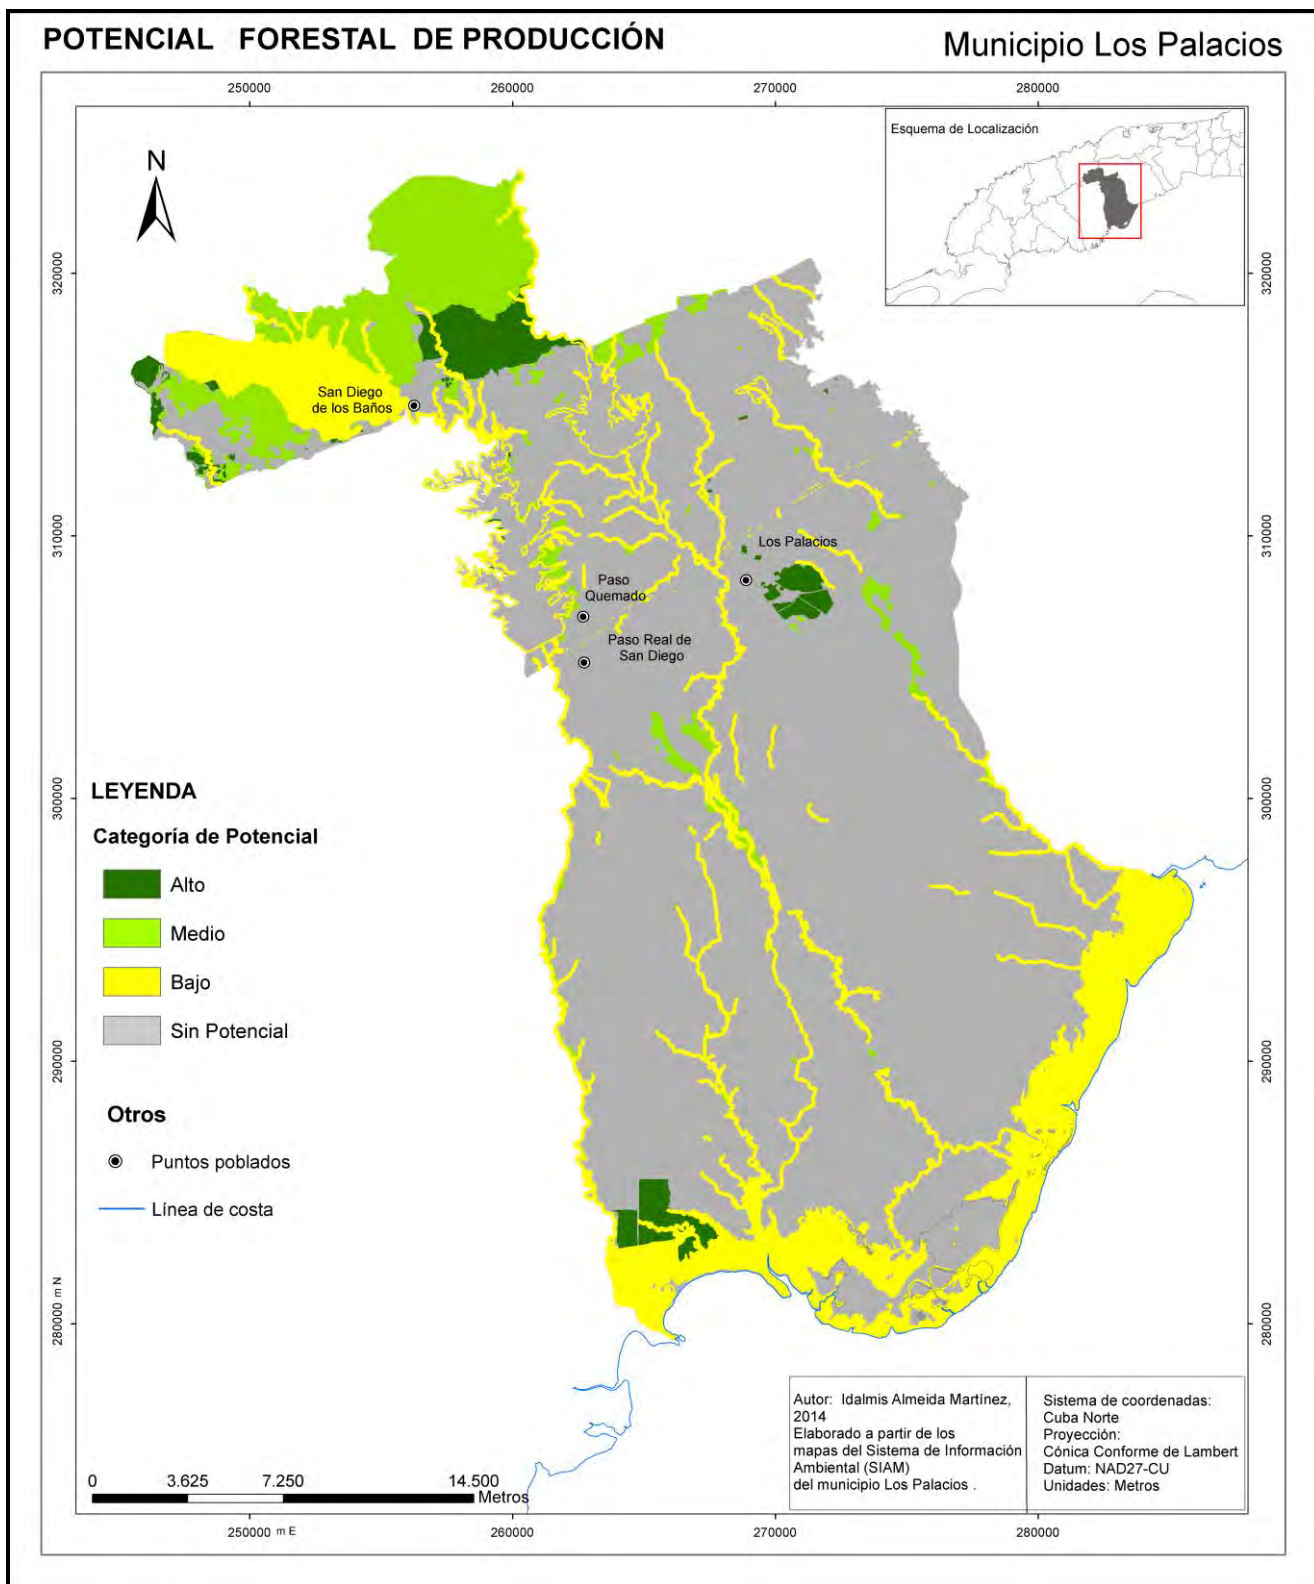 POTENCIAL FORESTAL DE PRODUCCIÓN
Municipio Los Palacios
250000
260000
270000
280000
Esquema de Localización
N
320000
320000
San Diego
de los Baños
310000
310000
Los Palacios
Paso
Quemado
Paso Real de
San Diego
LEYENDA
Categoría de Potencial
Alto
Medio
Bajo
Sin Potencial
300000
300000
290000
290000
Otros
Puntos poblados
Línea de costa
280000 m N
280000
Autor: Idalmis Almeida Martínez,
2014
Elaborado a partir de los
mapas del Sistema de Información
Ambiental (SIAM)
del municipio Los Palacios .
Sistema de coordenadas:
Cuba Norte
Proyección:
Cónica Conforme de Lambert
Datum: NAD27-CU
Unidades: Metros
0 3.625 7.250 14.500
Metros
250000 m E
260000
270000
280000